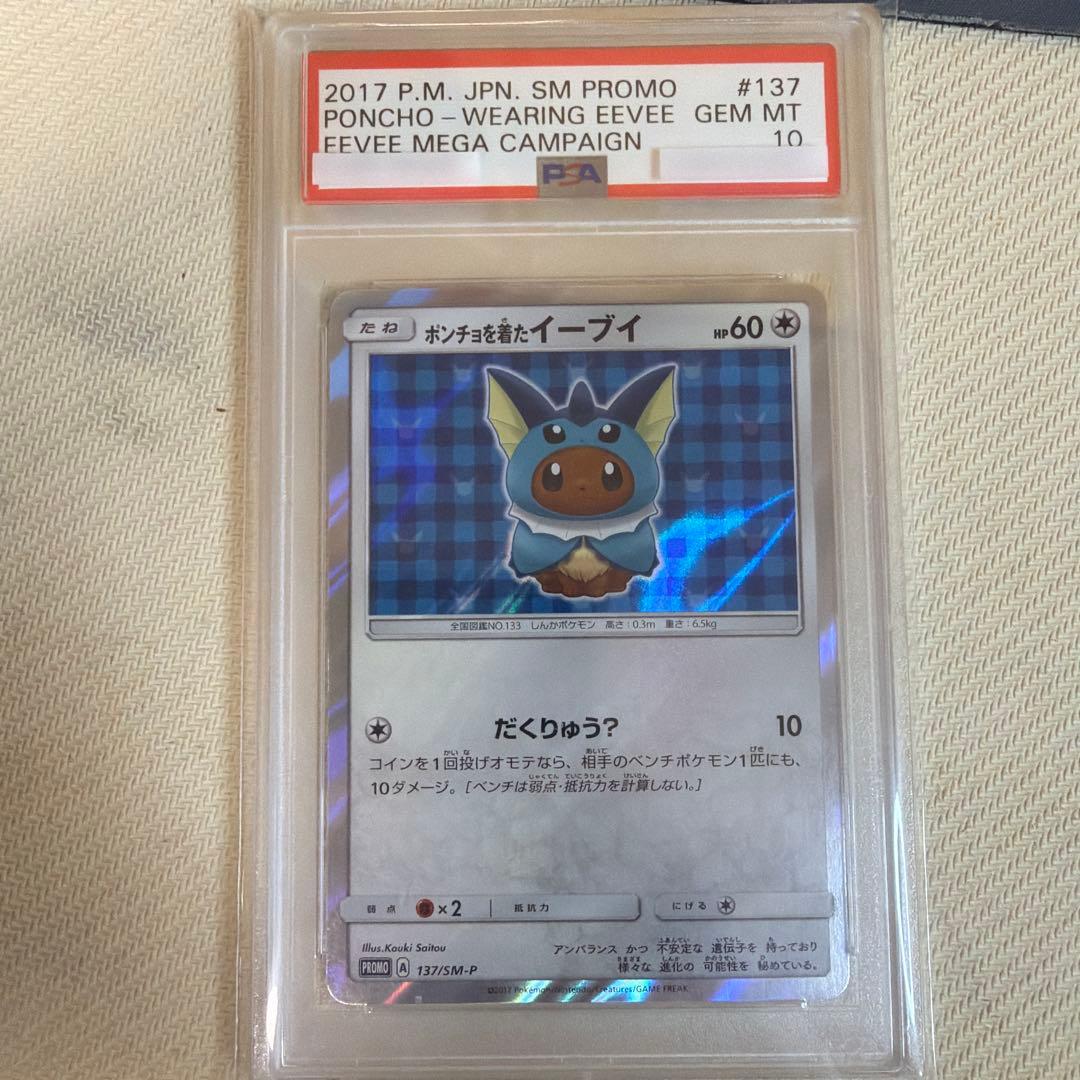 2017 P.M. JPN. SM PROMO #137
PONCHO-WEARING EEVEE GEM MT
EEVEE MEGA CAMPAIGN 10
PSA
たね ポンチョを着たイーブイ HP60
全国図鑑NO.133 しんかポケモン 高さ:0.3m 重さ:6.5kg
だくりゅう? 10
コインを1回投げオモテなら、相手のベンチポケモン1匹にも、
10ダメージ。[ベンチは弱点・抵抗力を計算しない。]
弱点 ×2 抵抗力 にげる
Illus.Kouki Saitou
アンバランス かつ 不安定な 遺伝子を 持っており
様々な 進化の 可能性を 秘めている。
PROMO A 137/SM-P
©2017 Pokémon/Nintendo/Creatures/GAME FREAK